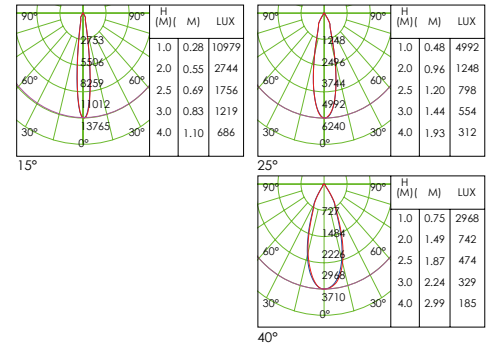 90° 90°
2753
5506
8259
11012
13765
60° 60°
30° 30°
0°
H
(M)( M) LUX
1.0 0.28 10979
2.0 0.55 2744
2.5 0.69 1756
3.0 0.83 1219
4.0 1.10 686
15°
90° 90°
1248
2496
3744
4992
6240
60° 60°
30° 30°
0°
H
(M)( M) LUX
1.0 0.48 4992
2.0 0.96 1248
2.5 1.20 798
3.0 1.44 554
4.0 1.93 312
25°
90° 90°
727
1484
2226
2968
3710
60° 60°
30° 30°
0°
H
(M)( M) LUX
1.0 0.75 2968
2.0 1.49 742
2.5 1.87 474
3.0 2.24 329
4.0 2.99 185
40°